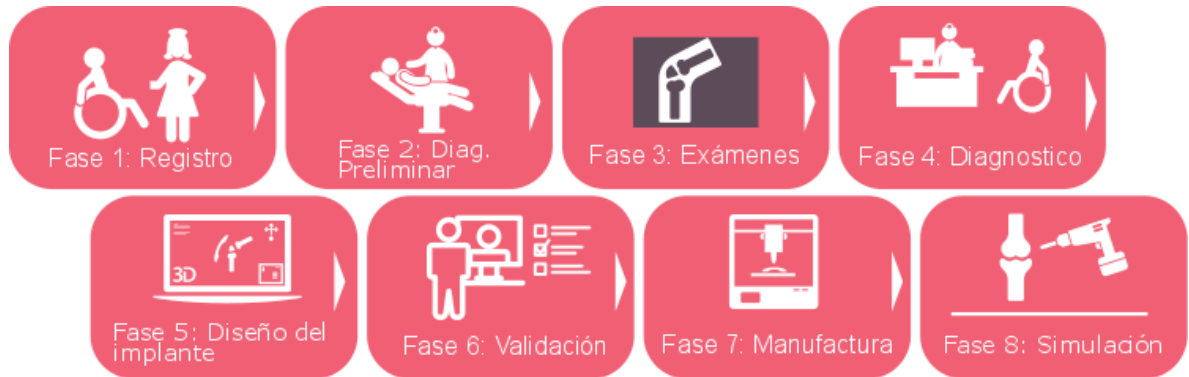 Fase 1: Registro
Fase 2: Diag.
Preliminar
Fase 3: Exámenes
Fase 4: Diagnostico
3D
Fase 5: Diseño del
implante
Fase 6: Validación
Fase 7: Manufactura
Fase 8: Simulación